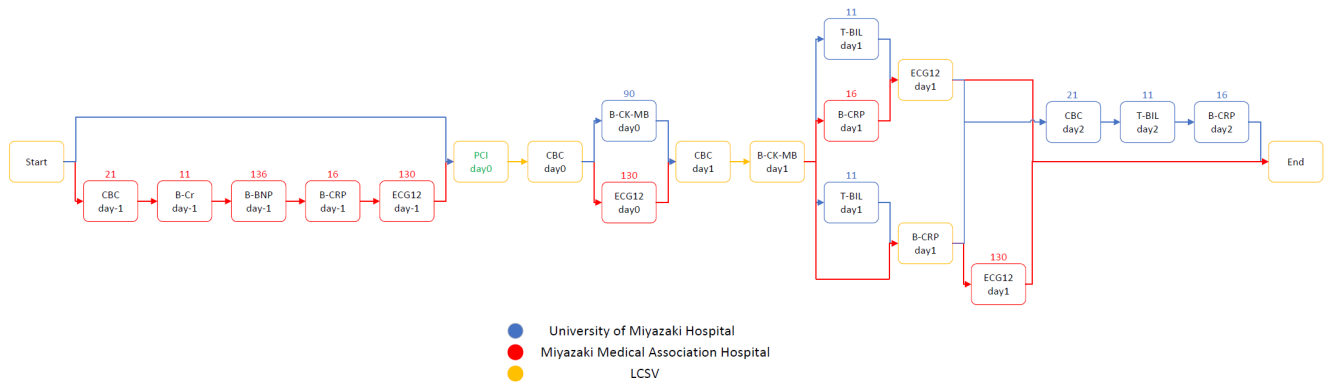 Start
21
CBC
day-1
11
B-Cr
day-1
136
B-BNP
day-1
16
B-CRP
day-1
130
ECG12
day-1
PCI
day0
CBC
day0
90
B-CK-MB
day0
130
ECG12
day0
CBC
day1
B-CK-MB
day1
11
T-BIL
day1
16
B-CRP
day1
ECG12
day1
11
T-BIL
day1
B-CRP
day1
130
ECG12
day1
21
CBC
day2
11
T-BIL
day2
16
B-CRP
day2
End
University of Miyazaki Hospital
Miyazaki Medical Association Hospital
LCSV